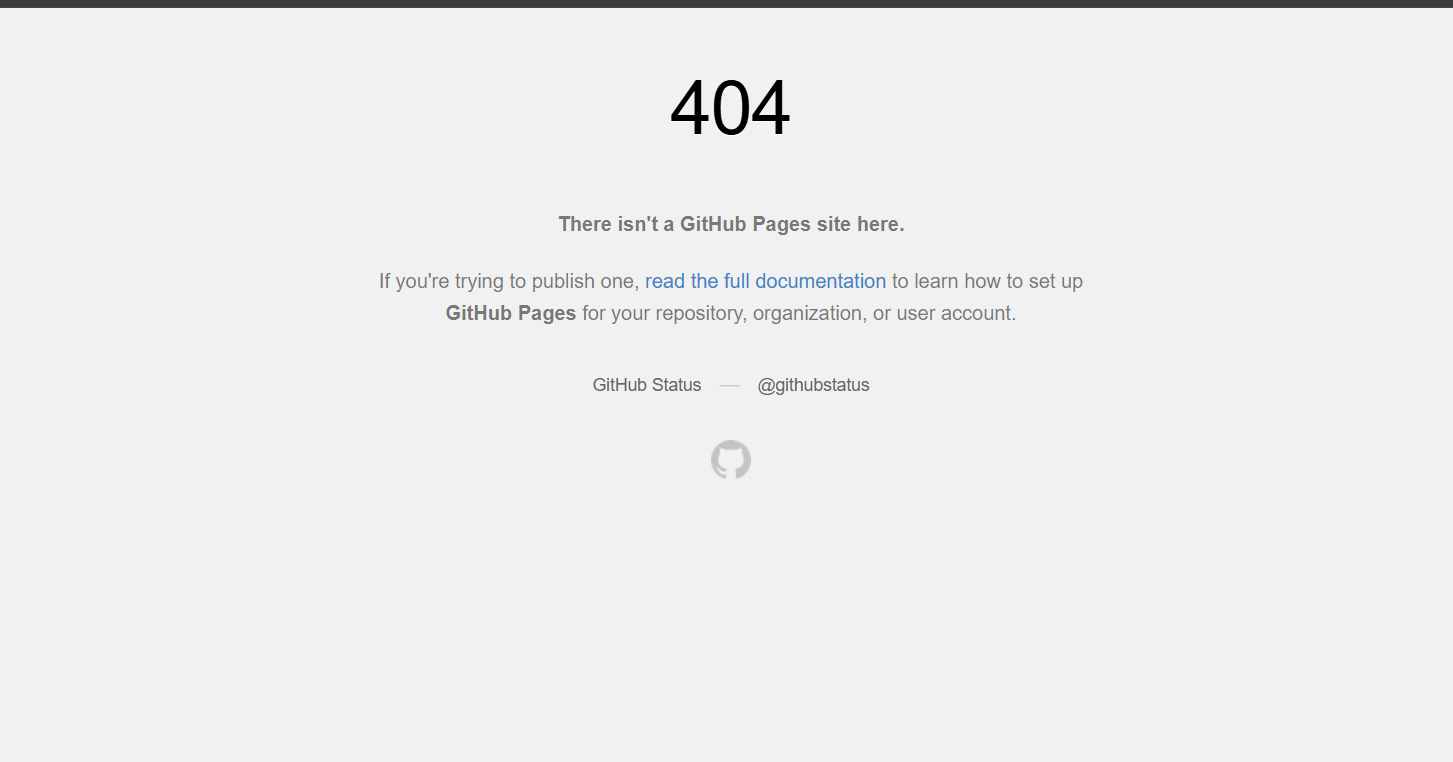 404
There isn't a GitHub Pages site here.
If you're trying to publish one, read the full documentation to learn how to set up
GitHub Pages for your repository, organization, or user account.
GitHub Status — @githubstatus